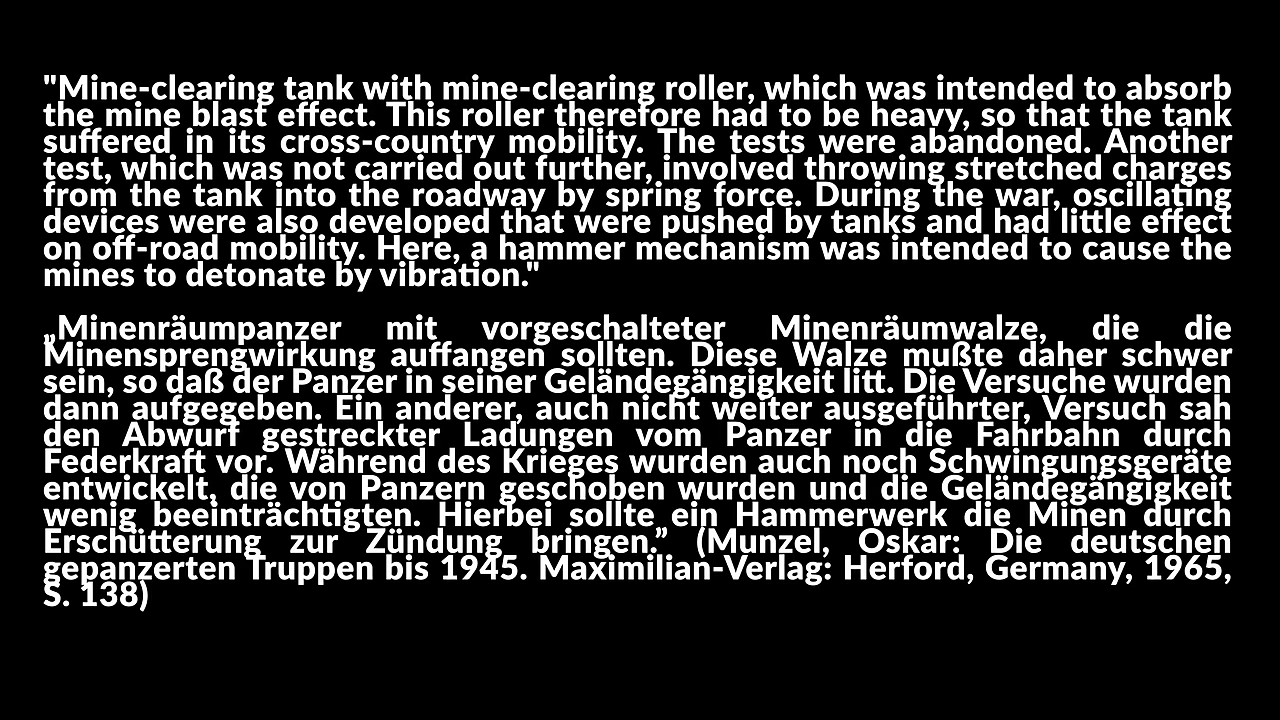 "Mine-clearing tank with mine-clearing roller, which was intended to absorb
the mine blast effect. This roller therefore had to be heavy, so that the tank
suffered in its cross-country mobility. The tests were abandoned. Another
test, which was not carried out further, involved throwing stretched charges
from the tank into the roadway by spring force. During the war, oscillating
devices were also developed that were pushed by tanks and had little effect
on off-road mobility. Here, a hammer mechanism was intended to cause the
mines to detonate by vibration."
„Minenräumpanzer mit vorgeschalteter Minenräumwalze, die die
Minensprengwirkung auffangen sollten. Diese Walze mußte daher schwer
sein, so daß der Panzer in seiner Geländegängigkeit litt. Die Versuche wurden
dann aufgegeben. Ein anderer, auch nicht weiter ausgeführter, Versuch sah
den Abwurf gestreckter Ladungen vom Panzer in die Fahrbahn durch
Federkraft vor. Während des Krieges wurden auch noch Schwingungsgeräte
entwickelt, die von Panzern geschoben wurden und die Geländegängigkeit
wenig beeinträchtigten. Hierbei sollte ein Hammerwerk die Minen durch
Erschütterung zur Zündung bringen.” (Munzel, Oskar: Die deutschen
gepanzerten Truppen bis 1945. Maximilian-Verlag: Herford, Germany, 1965,
S. 138)